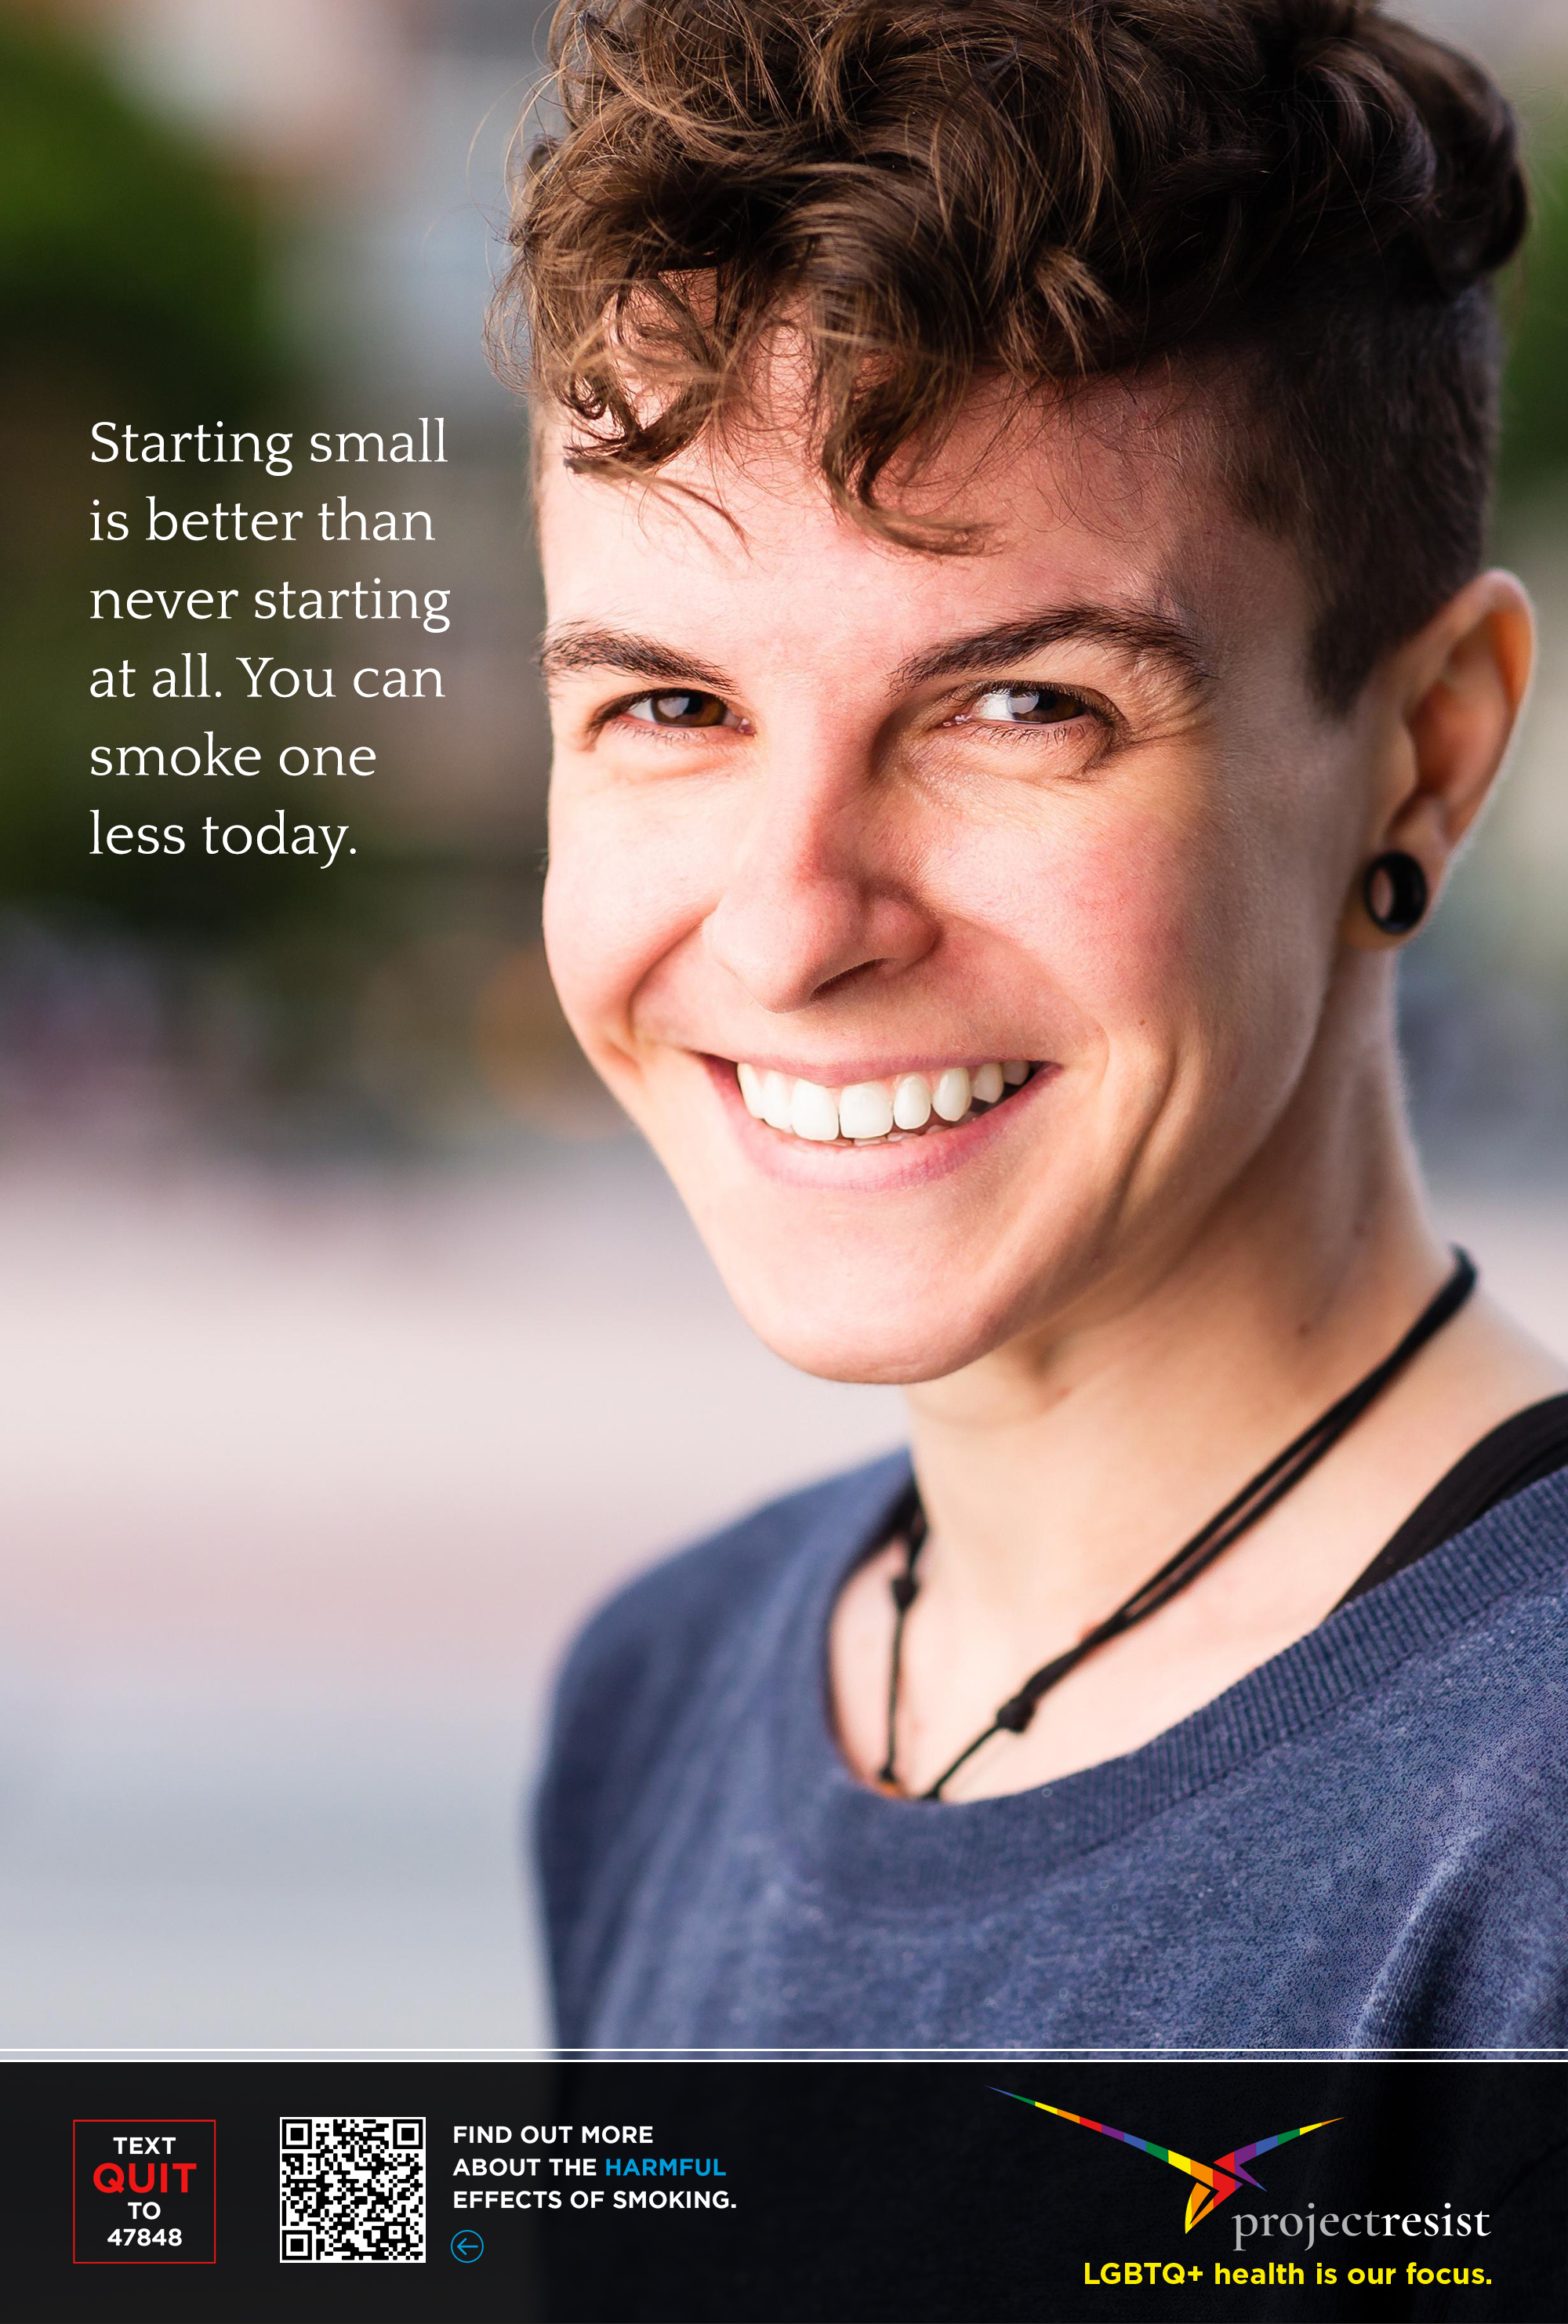 Starting small
is better than
never starting
at all. You can
smoke one
less today.
TEXT
QUIT
TO
47848
FIND OUT MORE
ABOUT THE HARMFUL
EFFECTS OF SMOKING.
projectresist
LGBTQ+ health is our focus.